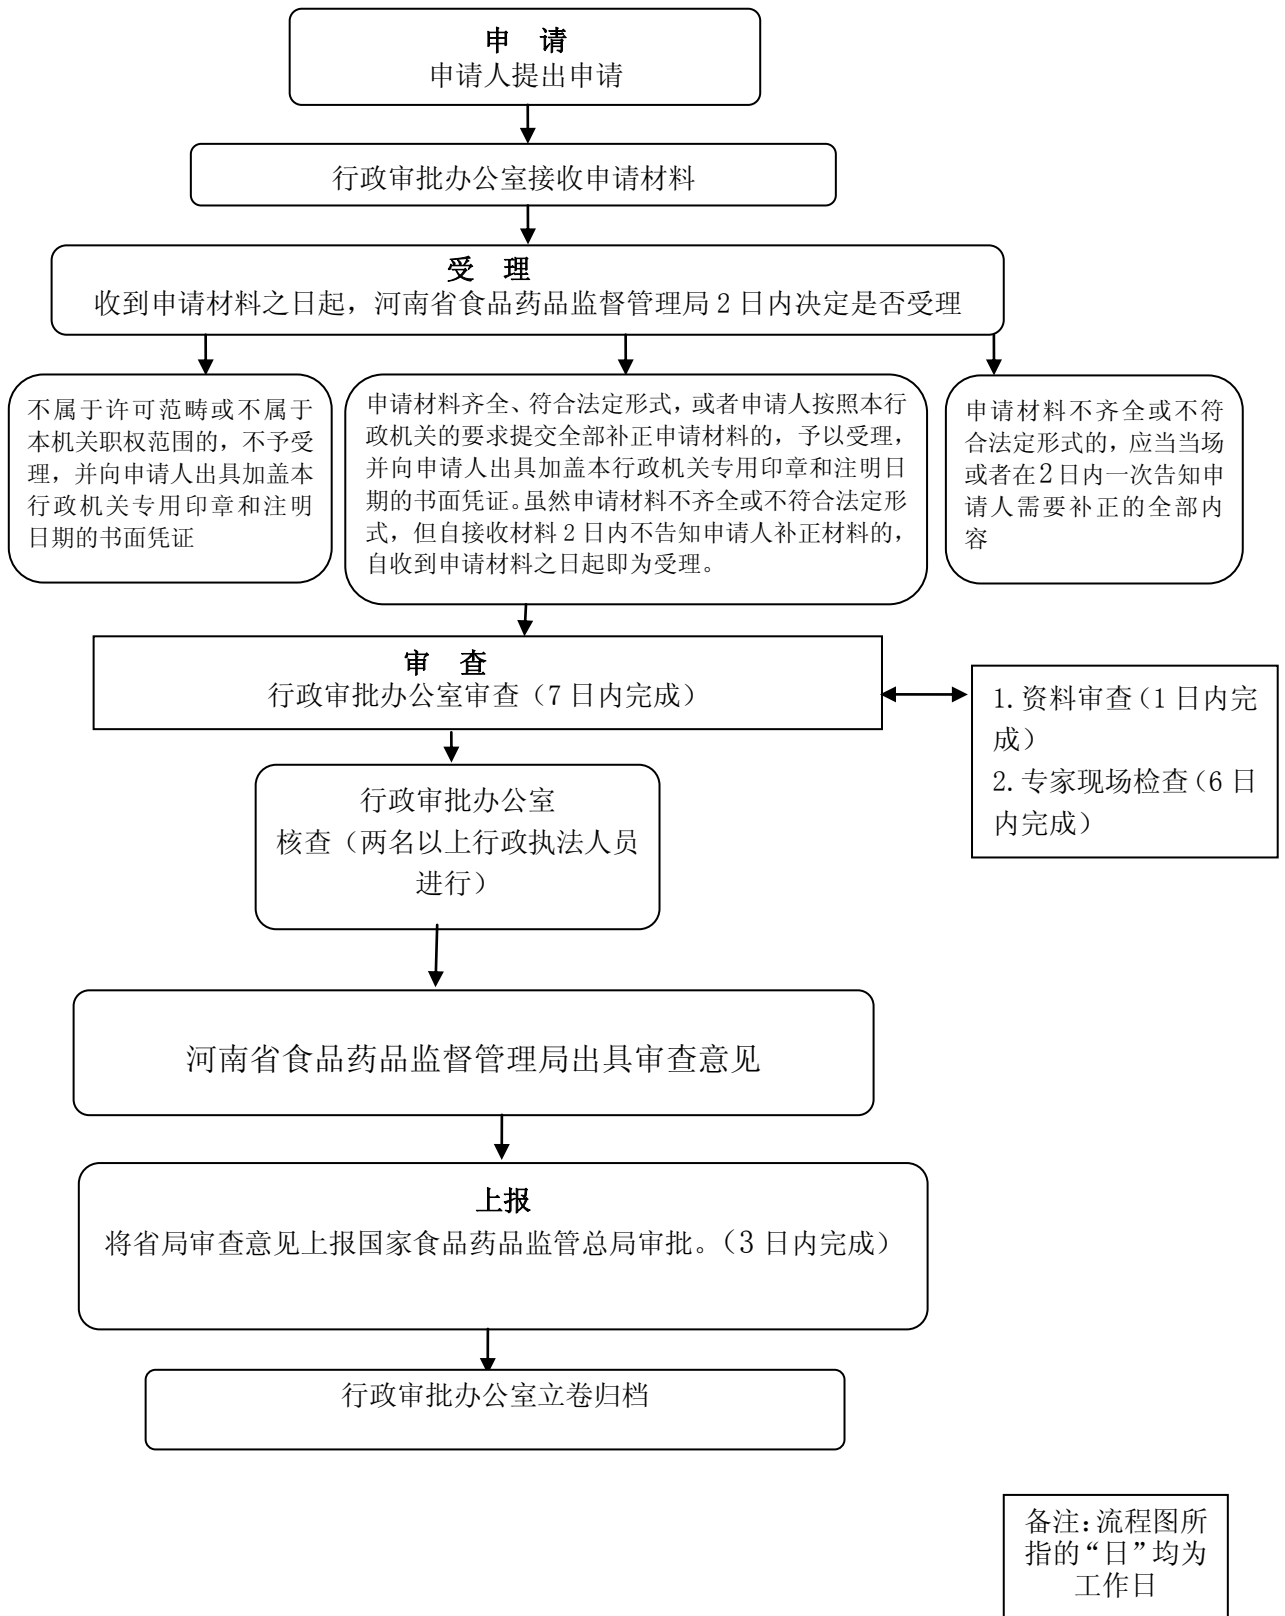 申 请
申请人提出申请
行政审批办公室接收申请材料
受 理
收到申请材料之日起，河南省食品药品监督管理局 2 日内决定是否受理
不属于许可范畴或不属于
本机关职权范围的，不予受
理，并向申请人出具加盖本
行政机关专用印章和注明
日期的书面凭证
申请材料齐全、符合法定形式，或者申请人按照本行
政机关的要求提交全部补正申请材料的，予以受理，
并向申请人出具加盖本行政机关专用印章和注明日
期的书面凭证。虽然申请材料不齐全或不符合法定形
式，但自接收材料 2 日内不告知申请人补正材料的，
自收到申请材料之日起即为受理。
申请材料不齐全或不符
合法定形式的，应当当场
或者在2日内一次告知申
请人需要补正的全部内
容
审 查
行政审批办公室审查（7 日内完成）
1. 资料审查（1 日内完
成）
2. 专家现场检查（6 日
内完成）
行政审批办公室
核查（两名以上行政执法人员
进行）
河南省食品药品监督管理局出具审查意见
上报
将省局审查意见上报国家食品药品监管总局审批。（3 日内完成）
行政审批办公室立卷归档
备注：流程图所
指的“日”均为
工作日